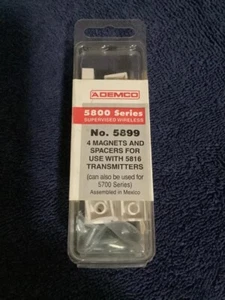 ADEMCO
5800 Series
SUPERVISED WIRELESS
No. 5899
4 MAGNETS AND
SPACERS FOR
USE WITH 5816
TRANSMITTERS
(can also be used for
5700 Series)
Assembled in Mexico